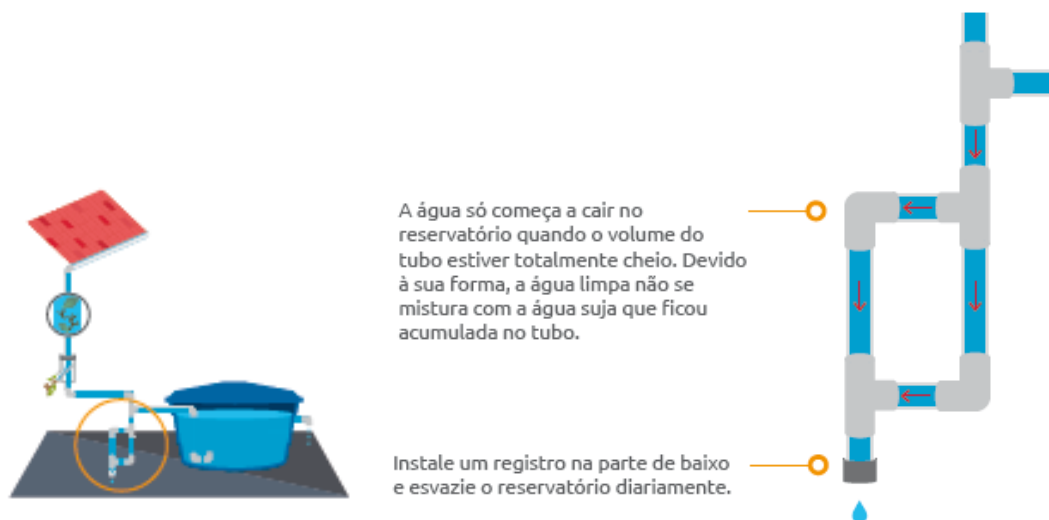 A água só começa a cair no
reservatório quando o volume do
tubo estiver totalmente cheio. Devido
à sua forma, a água limpa não se
mistura com a água suja que ficou
acumulada no tubo.
Instale um registro na parte de baixo
e esvazie o reservatório diariamente.